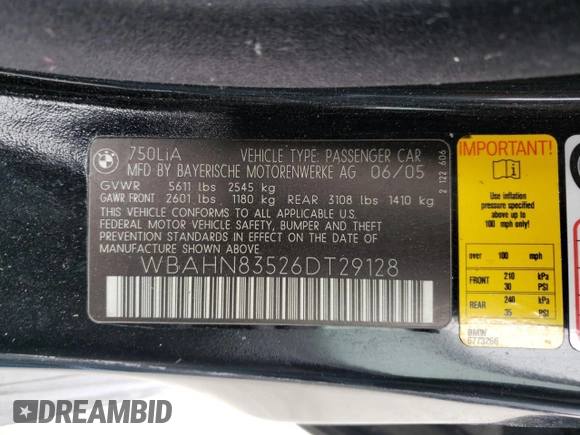 BMW
750LiA VEHICLE TYPE: PASSENGER CAR
MFD BY BAYERISCHE MOTORENWERKE AG 06/05
GVWR 5611 lbs 2545 kg
GAWR FRONT 2601 lbs, 1180 kg REAR 3108 lbs 1410 kg
THIS VEHICLE CONFORMS TO ALL APPLICABLE U.S.
FEDERAL MOTOR VEHICLE SAFETY, BUMPER AND THEFT
PREVENTION STANDARDS IN EFFECT ON THE DATE
OF MANUFACTURE SHOWN ABOVE.
WBAHN83526DT29128
2 122 606
IMPORTANT!
Use inflation
pressure specified
for speeds up to
100 mph only!
over 100 mph
FRONT 210 kPa
30 PSI
REAR 240 kPa
35 PSI
BMW
6773266
DREAMBID